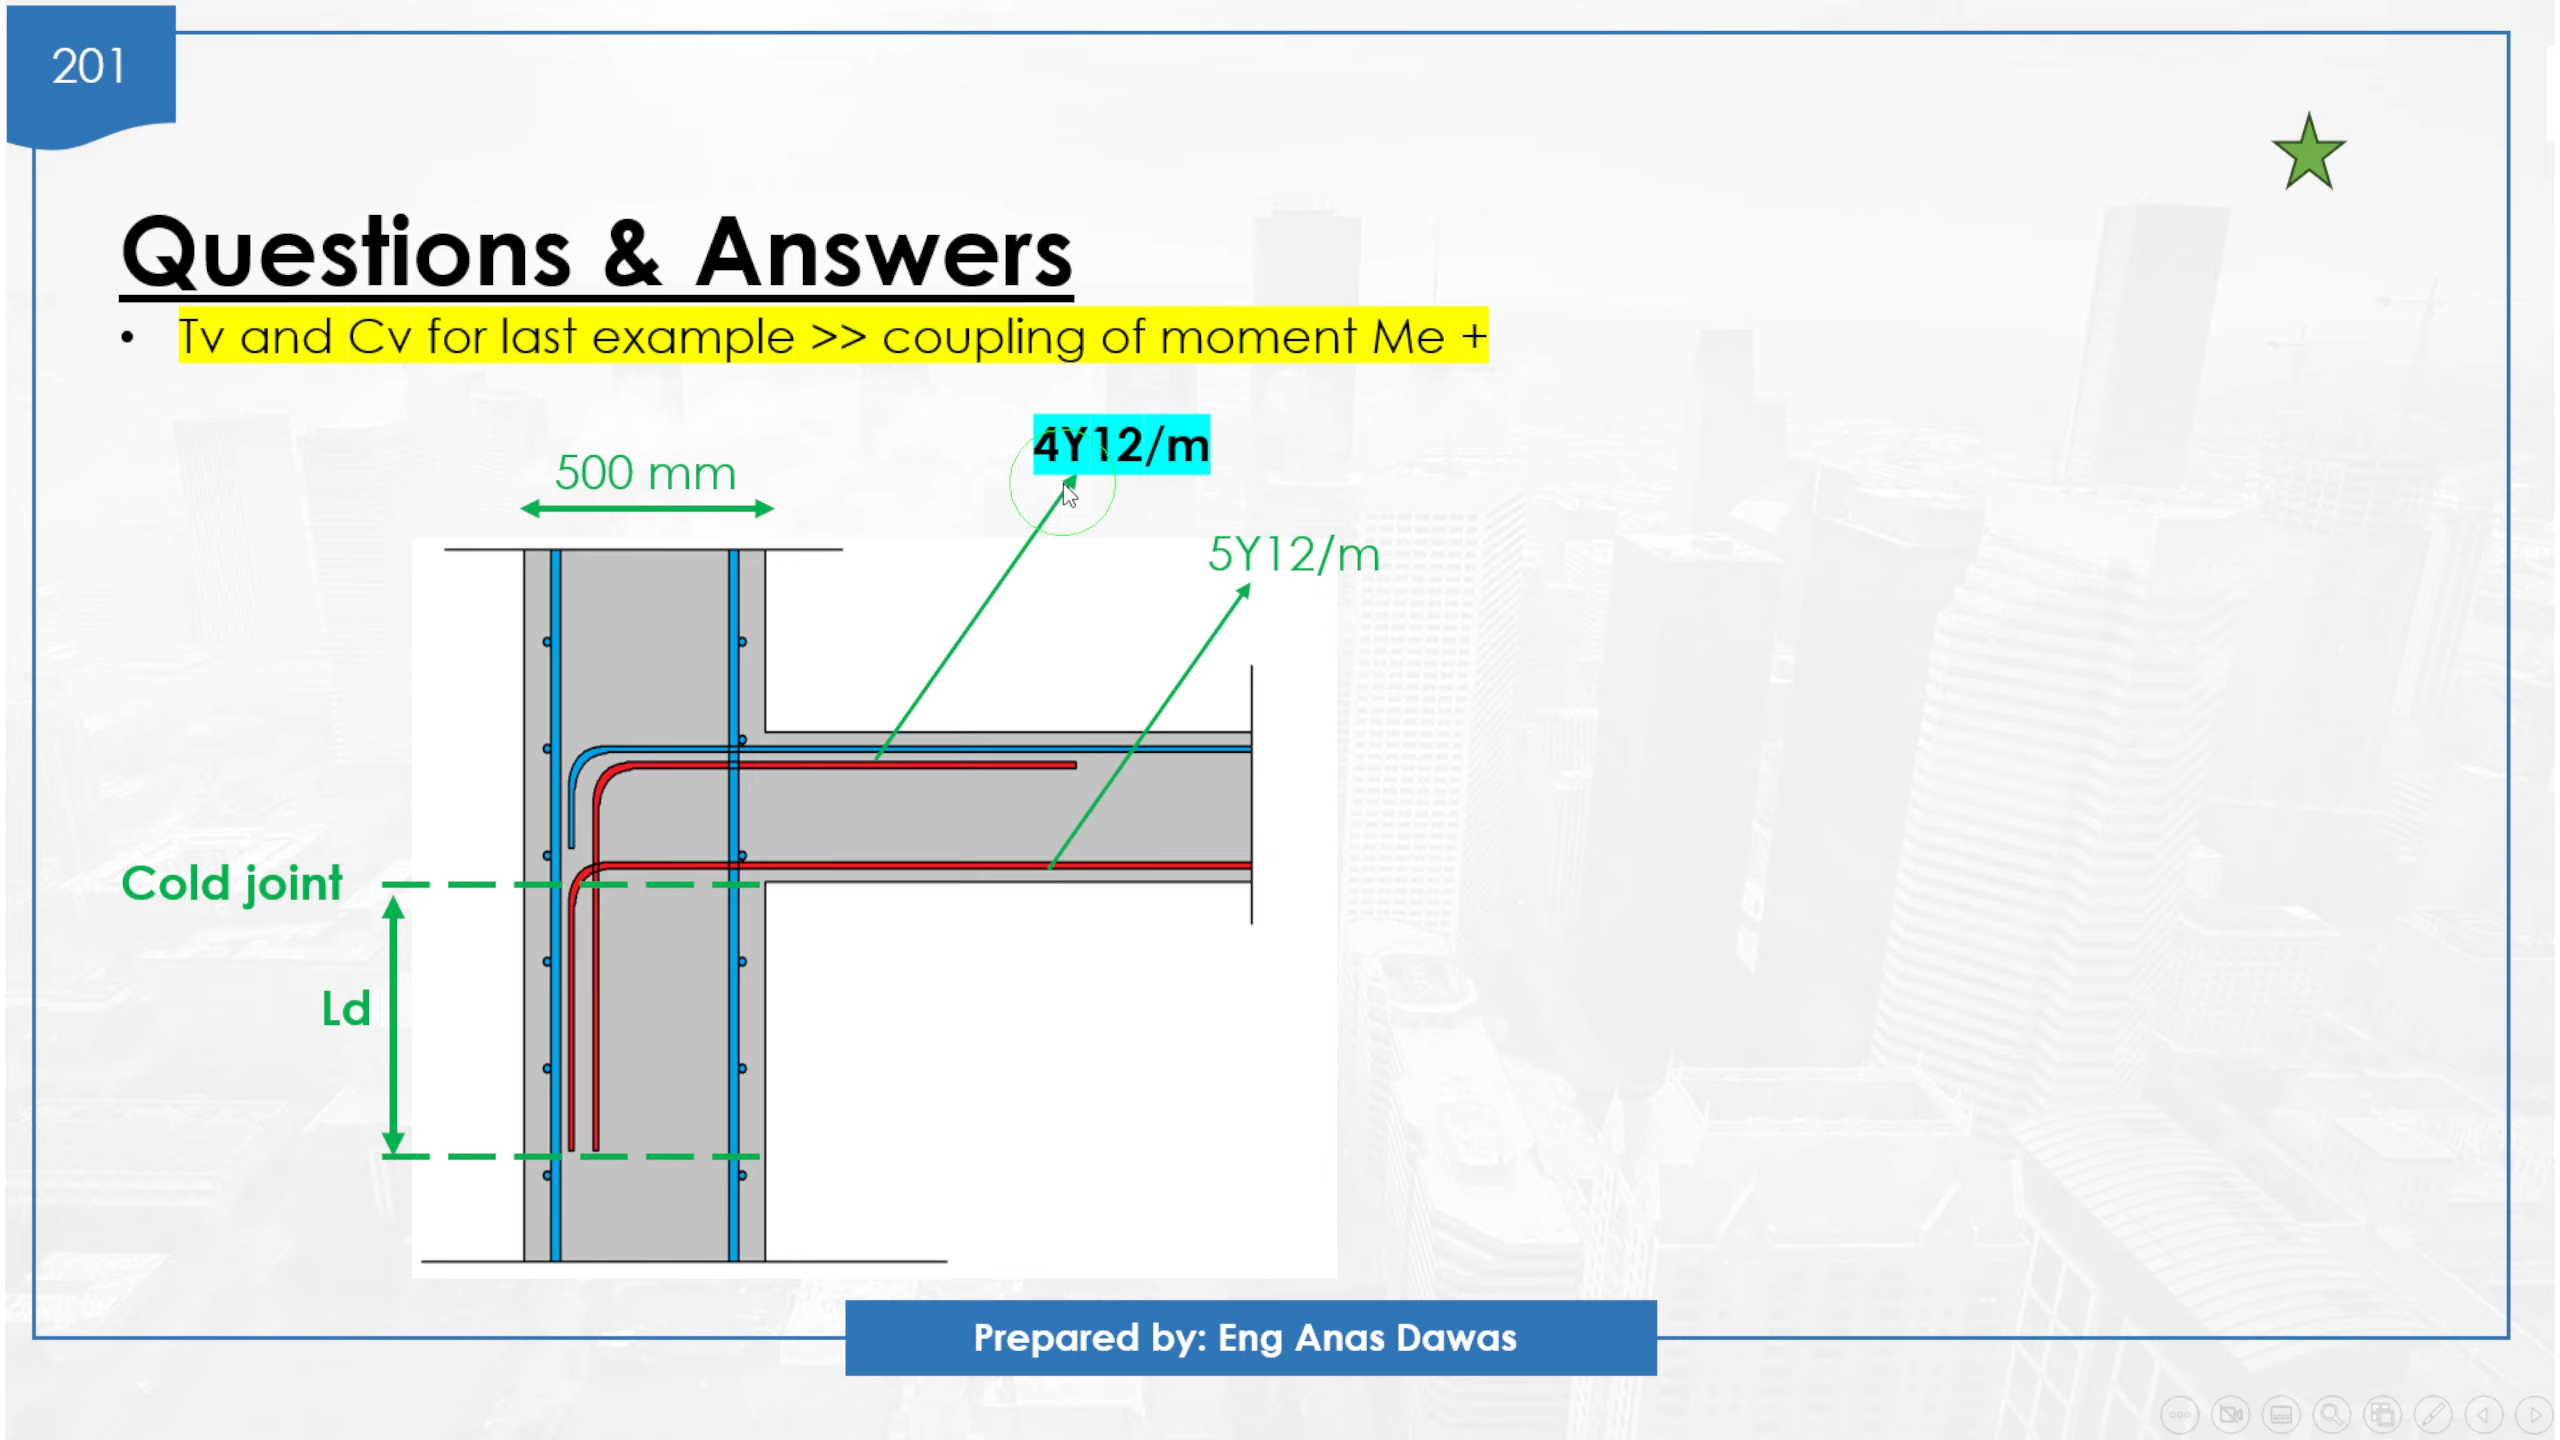 201
Questions & Answers
• Tv and Cv for last example >> coupling of moment Me +
4Y12/m
500 mm
5Y12/m
Cold joint
Ld
Prepared by: Eng Anas Dawas